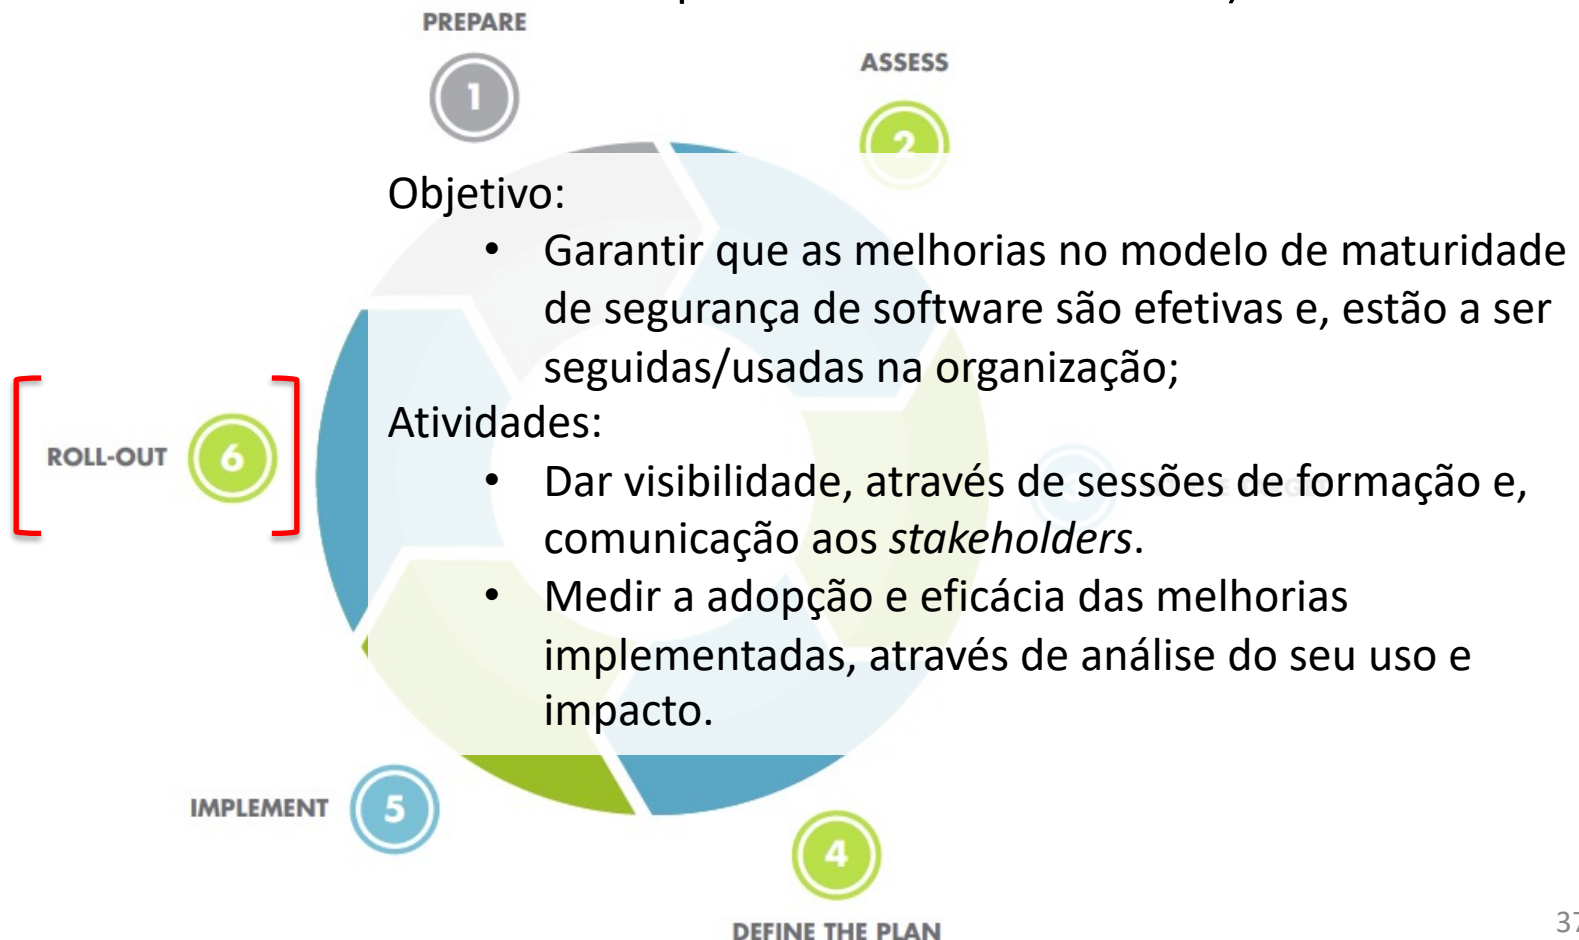 PREPARE
1
ASSESS
2
Objetivo:
• Garantir que as melhorias no modelo de maturidade
de segurança de software são efetivas e, estão a ser
seguidas/usadas na organização;
ROLL-OUT
6
Atividades:
• Dar visibilidade, através de sessões de formação e,
comunicação aos stakeholders.
• Medir a adopção e eficácia das melhorias
implementadas, através de análise do seu uso e
impacto.
IMPLEMENT
5
4
DEFINE THE PLAN
37